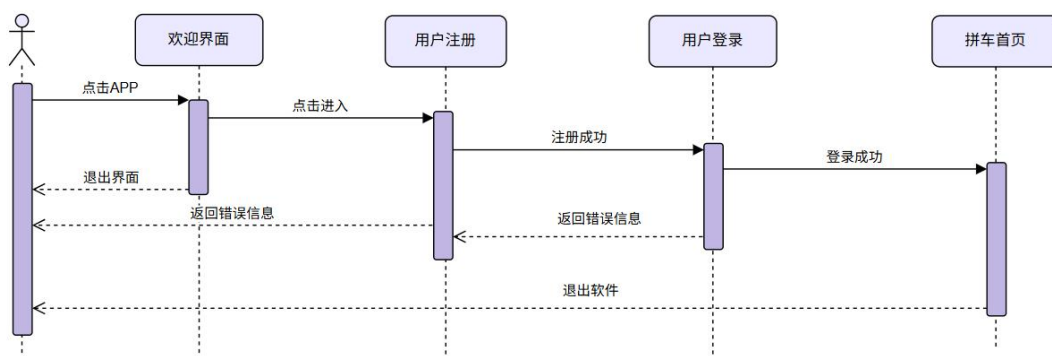 欢迎界面
用户注册
用户登录
拼车首页
点击APP
点击进入
注册成功
登录成功
退出界面
返回错误信息
返回错误信息
退出软件